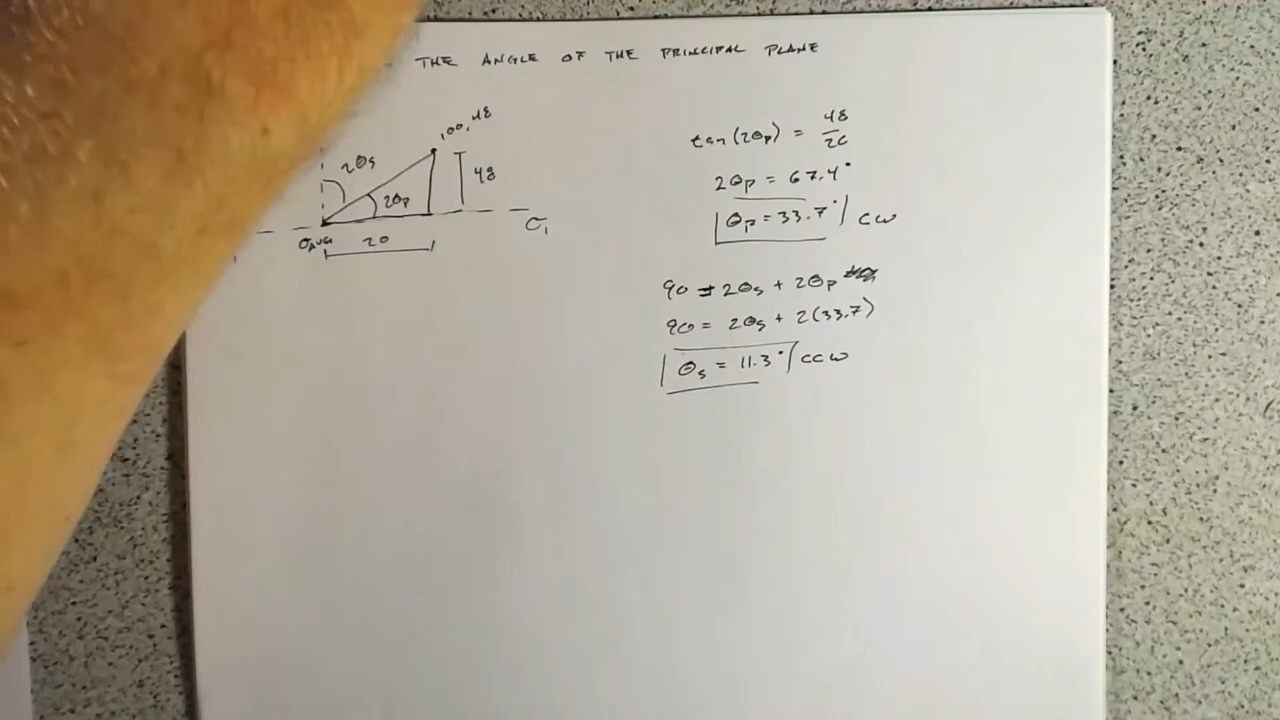 THE ANGLE OF THE PRINCIPAL PLANE
100, 48
2θs
2θp
48
σAVG
20
σ1
tan(2θp) = 48/20
2θp = 67.4°
θp = 33.7° CW
90 = 2θs + 2θp
90 = 2θs + 2(33.7)
θs = 11.3° CCW